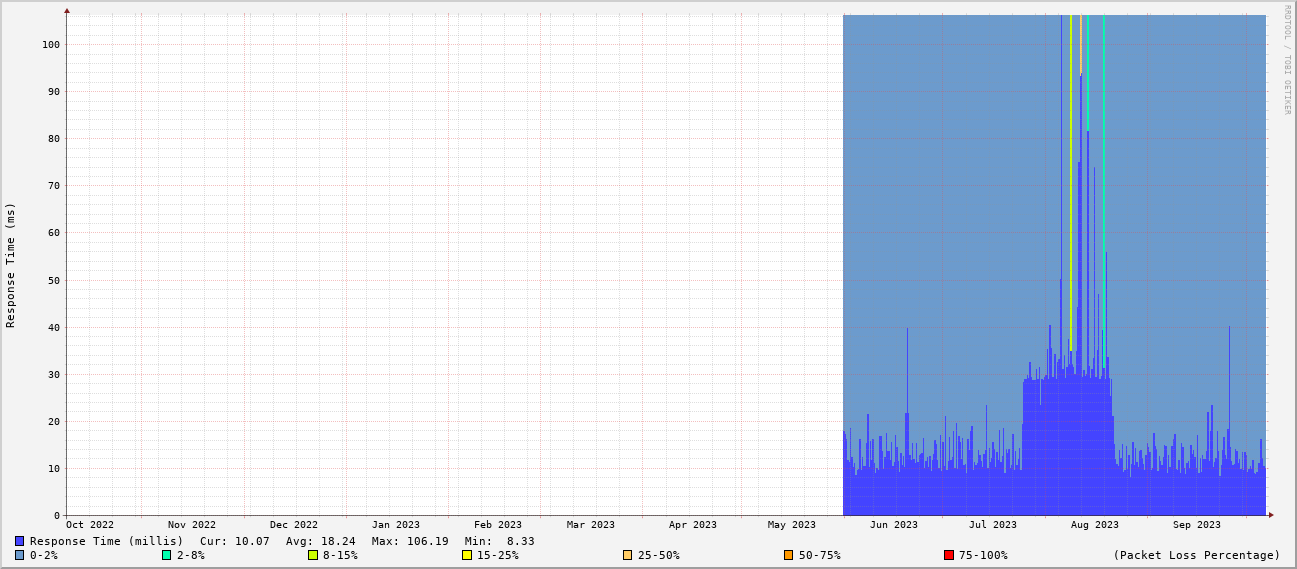 RRDTOOL / TOBI OETIKER
Response Time (ms)
100
90
80
70
60
50
40
30
20
10
0
Oct 2022 Nov 2022 Dec 2022 Jan 2023 Feb 2023 Mar 2023 Apr 2023 May 2023 Jun 2023 Jul 2023 Aug 2023 Sep 2023
Response Time (millis) Cur: 10.07 Avg: 18.24 Max: 106.19 Min: 8.33
0-2% 2-8% 8-15% 15-25% 25-50% 50-75% 75-100% (Packet Loss Percentage)